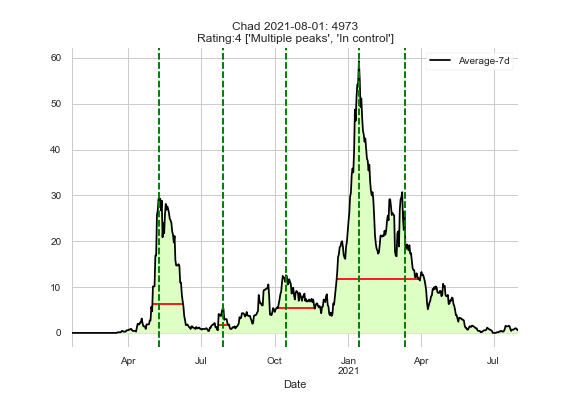 Chad 2021-08-01: 4973
Rating:4 ['Multiple peaks', 'In control']
Average-7d
60
50
40
30
20
10
0
Apr
Jul
Oct
Jan
2021
Apr
Jul
Date